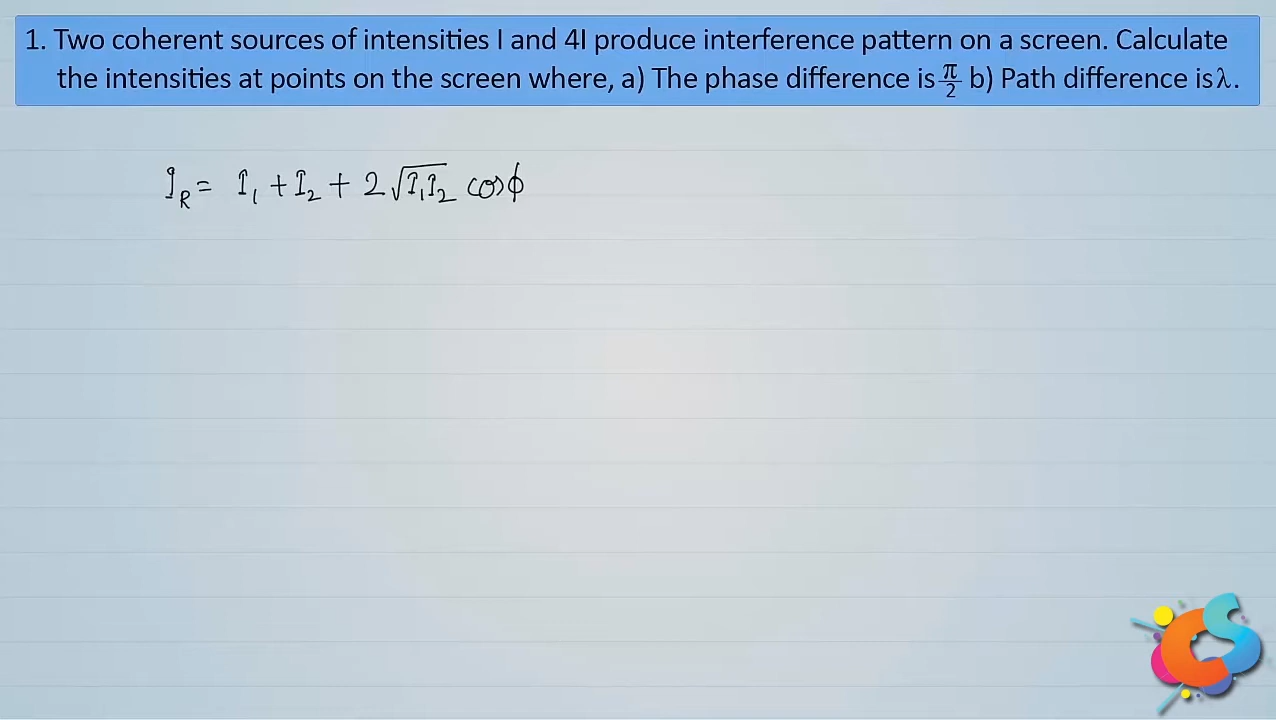 1. Two coherent sources of intensities I and 4I produce interference pattern on a screen. Calculate
the intensities at points on the screen where, a) The phase difference is π/2 b) Path difference is λ.
I_R = I_1 + I_2 + 2√(I_1I_2) cosϕ
CS